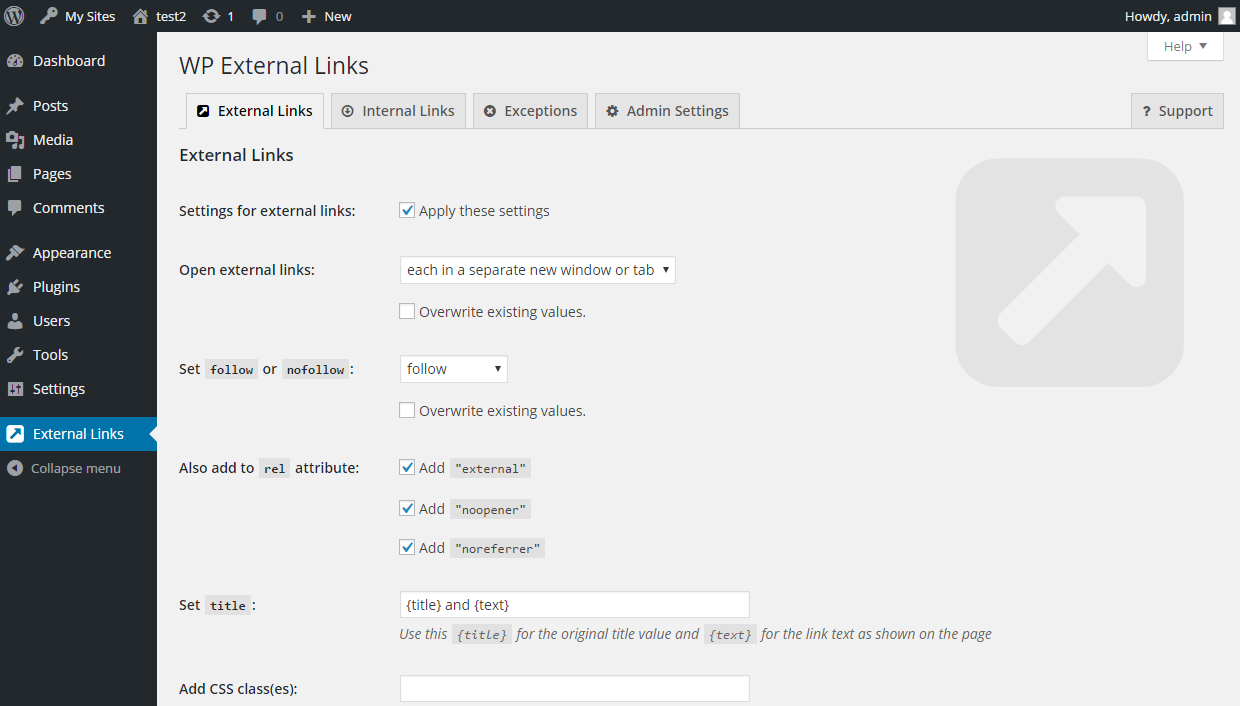 My Sites test2 1 0 New Howdy, admin
Help
Dashboard
Posts
Media
Pages
Comments
Appearance
Plugins
Users
Tools
Settings
External Links
Collapse menu
WP External Links
External Links Internal Links Exceptions Admin Settings ? Support
External Links
Settings for external links: Apply these settings
Open external links: each in a separate new window or tab
Overwrite existing values.
Set follow or nofollow : follow
Overwrite existing values.
Also add to rel attribute: Add "external"
Add "noopener"
Add "noreferrer"
Set title : {title} and {text}
Use this {title} for the original title value and {text} for the link text as shown on the page
Add CSS class(es):